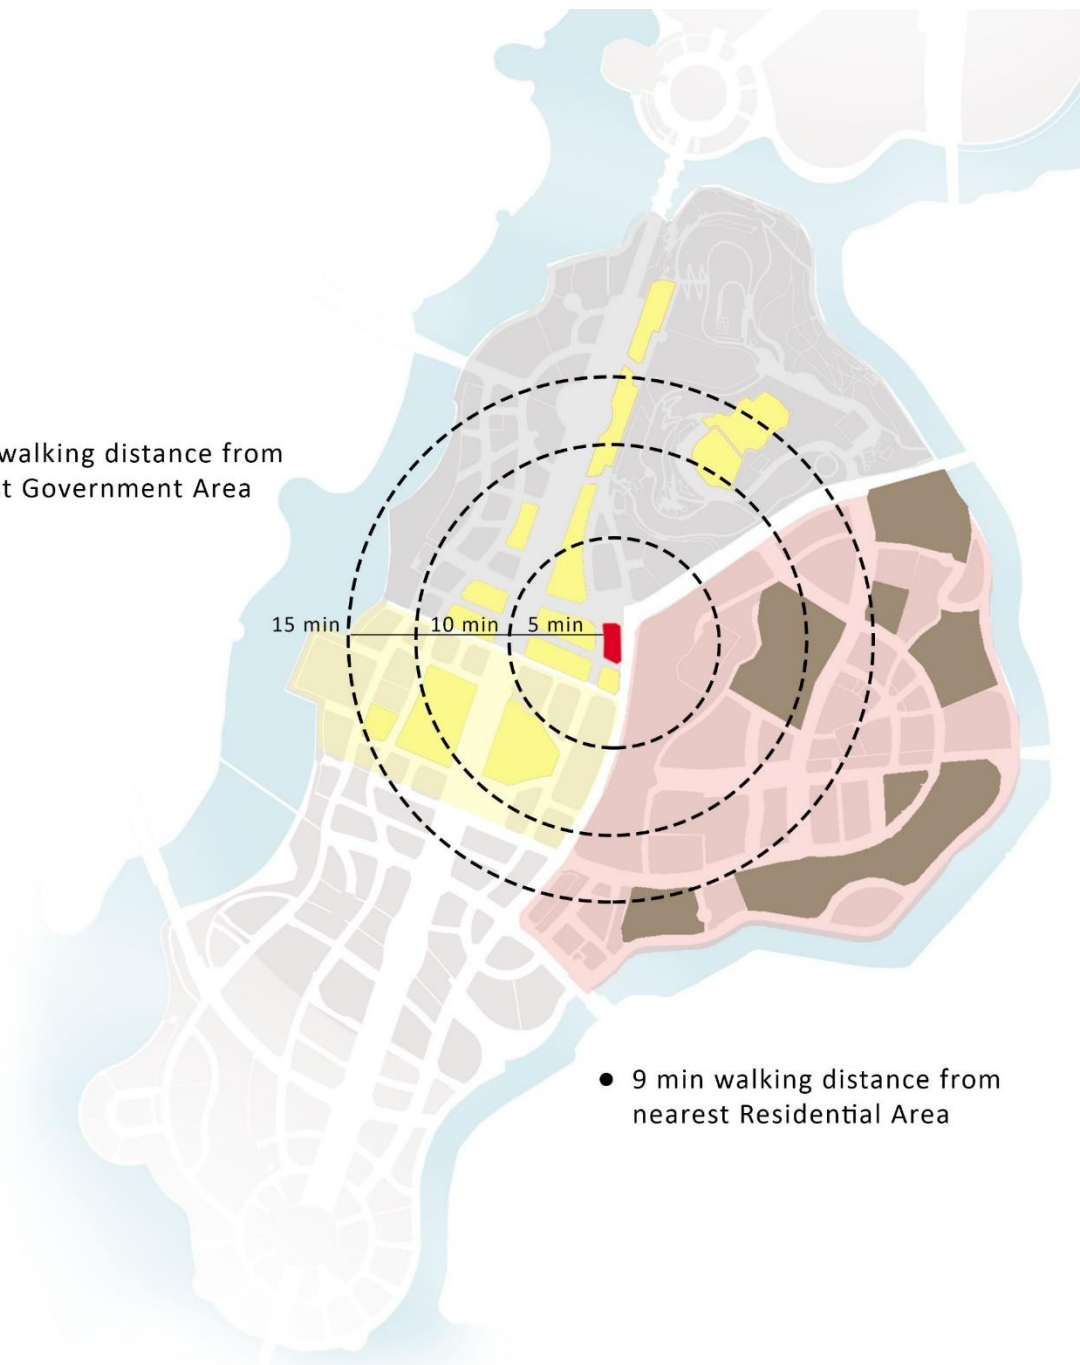 walking distance from
t Government Area
15 min
10 min
5 min
● 9 min walking distance from
nearest Residential Area